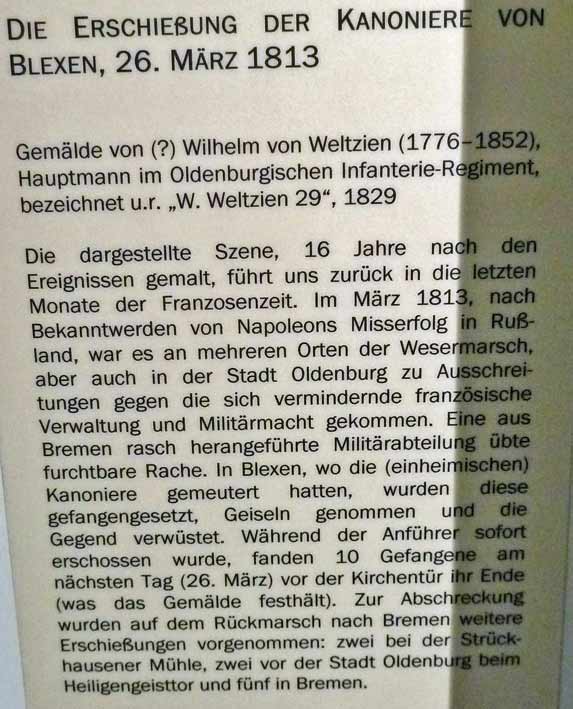 DIE ERSCHIEßUNG DER KANONIERE VON
BLEXEN, 26. MÄRZ 1813
Gemälde von (?) Wilhelm von Weltzien (1776–1852),
Hauptmann im Oldenburgischen Infanterie-Regiment,
bezeichnet u.r. „W. Weltzien 29“, 1829
Die dargestellte Szene, 16 Jahre nach den
Ereignissen gemalt, führt uns zurück in die letzten
Monate der Franzosenzeit. Im März 1813, nach
Bekanntwerden von Napoleons Misserfolg in Ruß-
land, war es an mehreren Orten der Wesermarsch,
aber auch in der Stadt Oldenburg zu Ausschrei-
tungen gegen die sich vermindernde französische
Verwaltung und Militärmacht gekommen. Eine aus
Bremen rasch herangeführte Militärabteilung übte
furchtbare Rache. In Blexen, wo die (einheimischen)
Kanoniere gemeutert hatten, wurden diese
gefangengesetzt, Geiseln genommen und die
Gegend verwüstet. Während der Anführer sofort
erschossen wurde, fanden 10 Gefangene am
nächsten Tag (26. März) vor der Kirchentür ihr Ende
(was das Gemälde festhält). Zur Abschreckung
wurden auf dem Rückmarsch nach Bremen weitere
Erschießungen vorgenommen: zwei bei der Strück-
hausener Mühle, zwei vor der Stadt Oldenburg beim
Heiligengeisttor und fünf in Bremen.